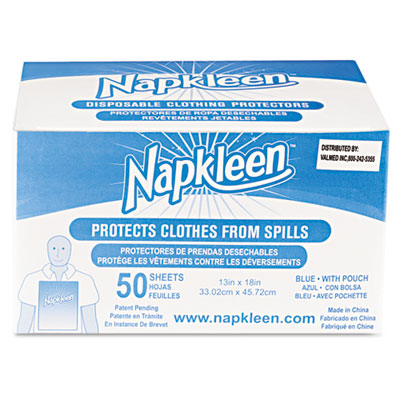 Napkleen™
DISPOSABLE CLOTHING PROTECTORS
PROTECTORES DE ROPA DESECHABLES
REVÊTEMENTS JETABLES
DISTRIBUTED BY:
VALMED INC,800-242-5355
Napkleen™
PROTECTS CLOTHES FROM SPILLS
PROTECTORES DE PRENDAS DESECHABLES
PROTÈGE LES VÊTEMENTS CONTRE LES DÉVERSEMENTS
Napkleen
50 SHEETS
HOJAS
FEUILLES
Patent Pending
Patente en Trámite
En Instance De Brevet
13in x 18in
33.02cm x 45.72cm
BLUE • WITH POUCH
AZUL • CON BOLSA
BLEU • AVEC POCHETTE
www.napkleen.com
Made in China
Fabricado en China
Fabriqué en Chine